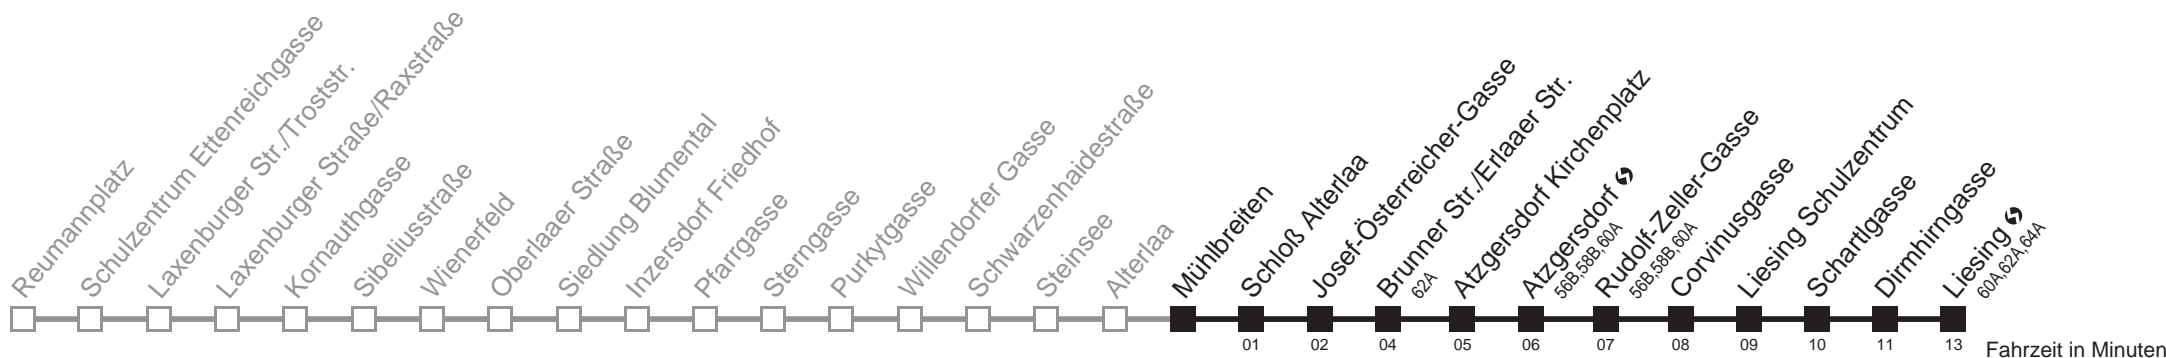 Reumannplatz
Schulzentrum Ettenreichgasse
Laxenburger Str./Troststr.
Laxenburger Straße/Raxstraße
Kornauthgasse
Sibeliusstraße
Wienerfeld
Oberlaaer Straße
Siedlung Blumental
Inzersdorf Friedhof
Pfarrgasse
Sterngasse
Purkytgasse
Willendorfer Gasse
Schwarzenhaidestraße
Steinsee
Alterlaa
Mühlbreiten
Schloß Alterlaa
Josef-Österreicher-Gasse
Brunner Str./Erlaaer Str.
62A
Atzgersdorf Kirchenplatz
Atzgersdorf
56B,58B,60A
Rudolf-Zeller-Gasse
56B,58B,60A
Corvinusgasse
Liesing Schulzentrum
Schartlgasse
Dirmhirngasse
Liesing
60A,62A,64A
01 02 04 05 06 07 08 09 10 11 13 Fahrzeit in Minuten